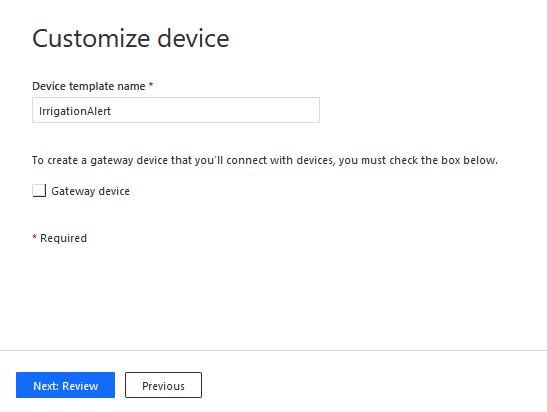 Customize device
Device template name *
IrrigationAlert
To create a gateway device that you'll connect with devices, you must check the box below.
Gateway device
* Required
Next: Review
Previous